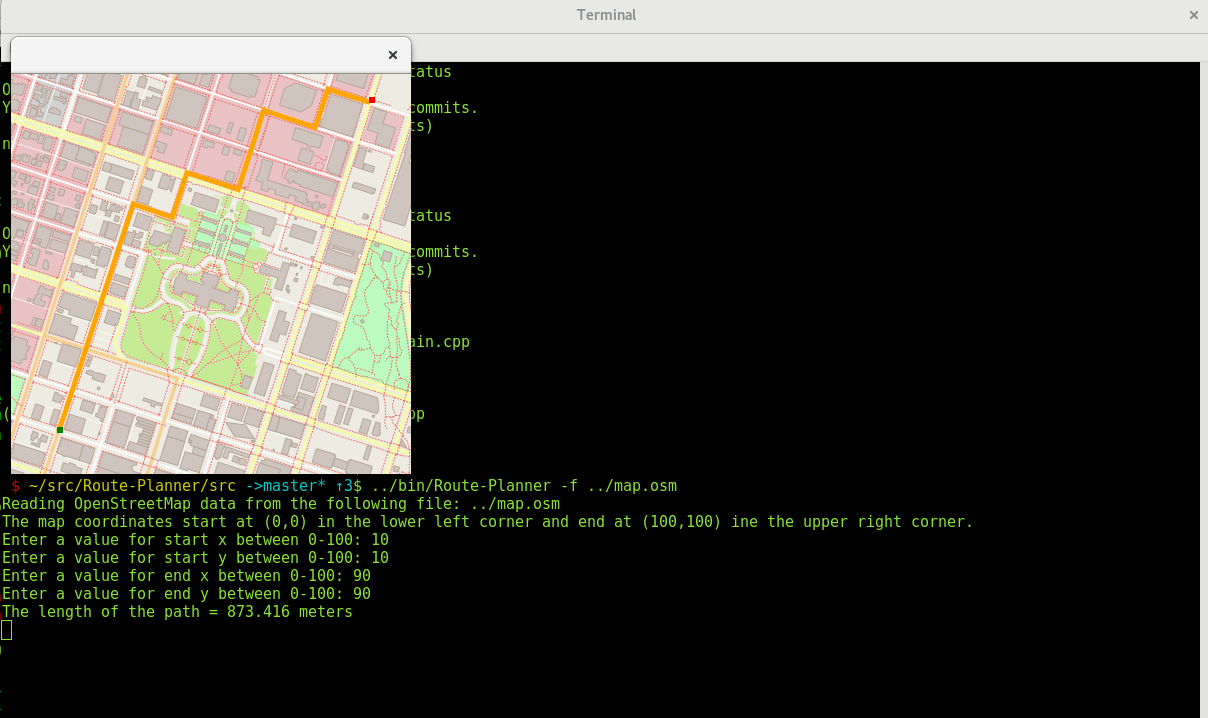 Terminal
tatus
O
Y commits.
ts)
n
tatus
O
Y commits.
ts)
n
ain.cpp
( pp
$ ~/src/Route-Planner/src ->master* ↑3$ ../bin/Route-Planner -f ../map.osm
Reading OpenStreetMap data from the following file: ../map.osm
The map coordinates start at (0,0) in the lower left corner and end at (100,100) ine the upper right corner.
Enter a value for start x between 0-100: 10
Enter a value for start y between 0-100: 10
Enter a value for end x between 0-100: 90
Enter a value for end y between 0-100: 90
The length of the path = 873.416 meters